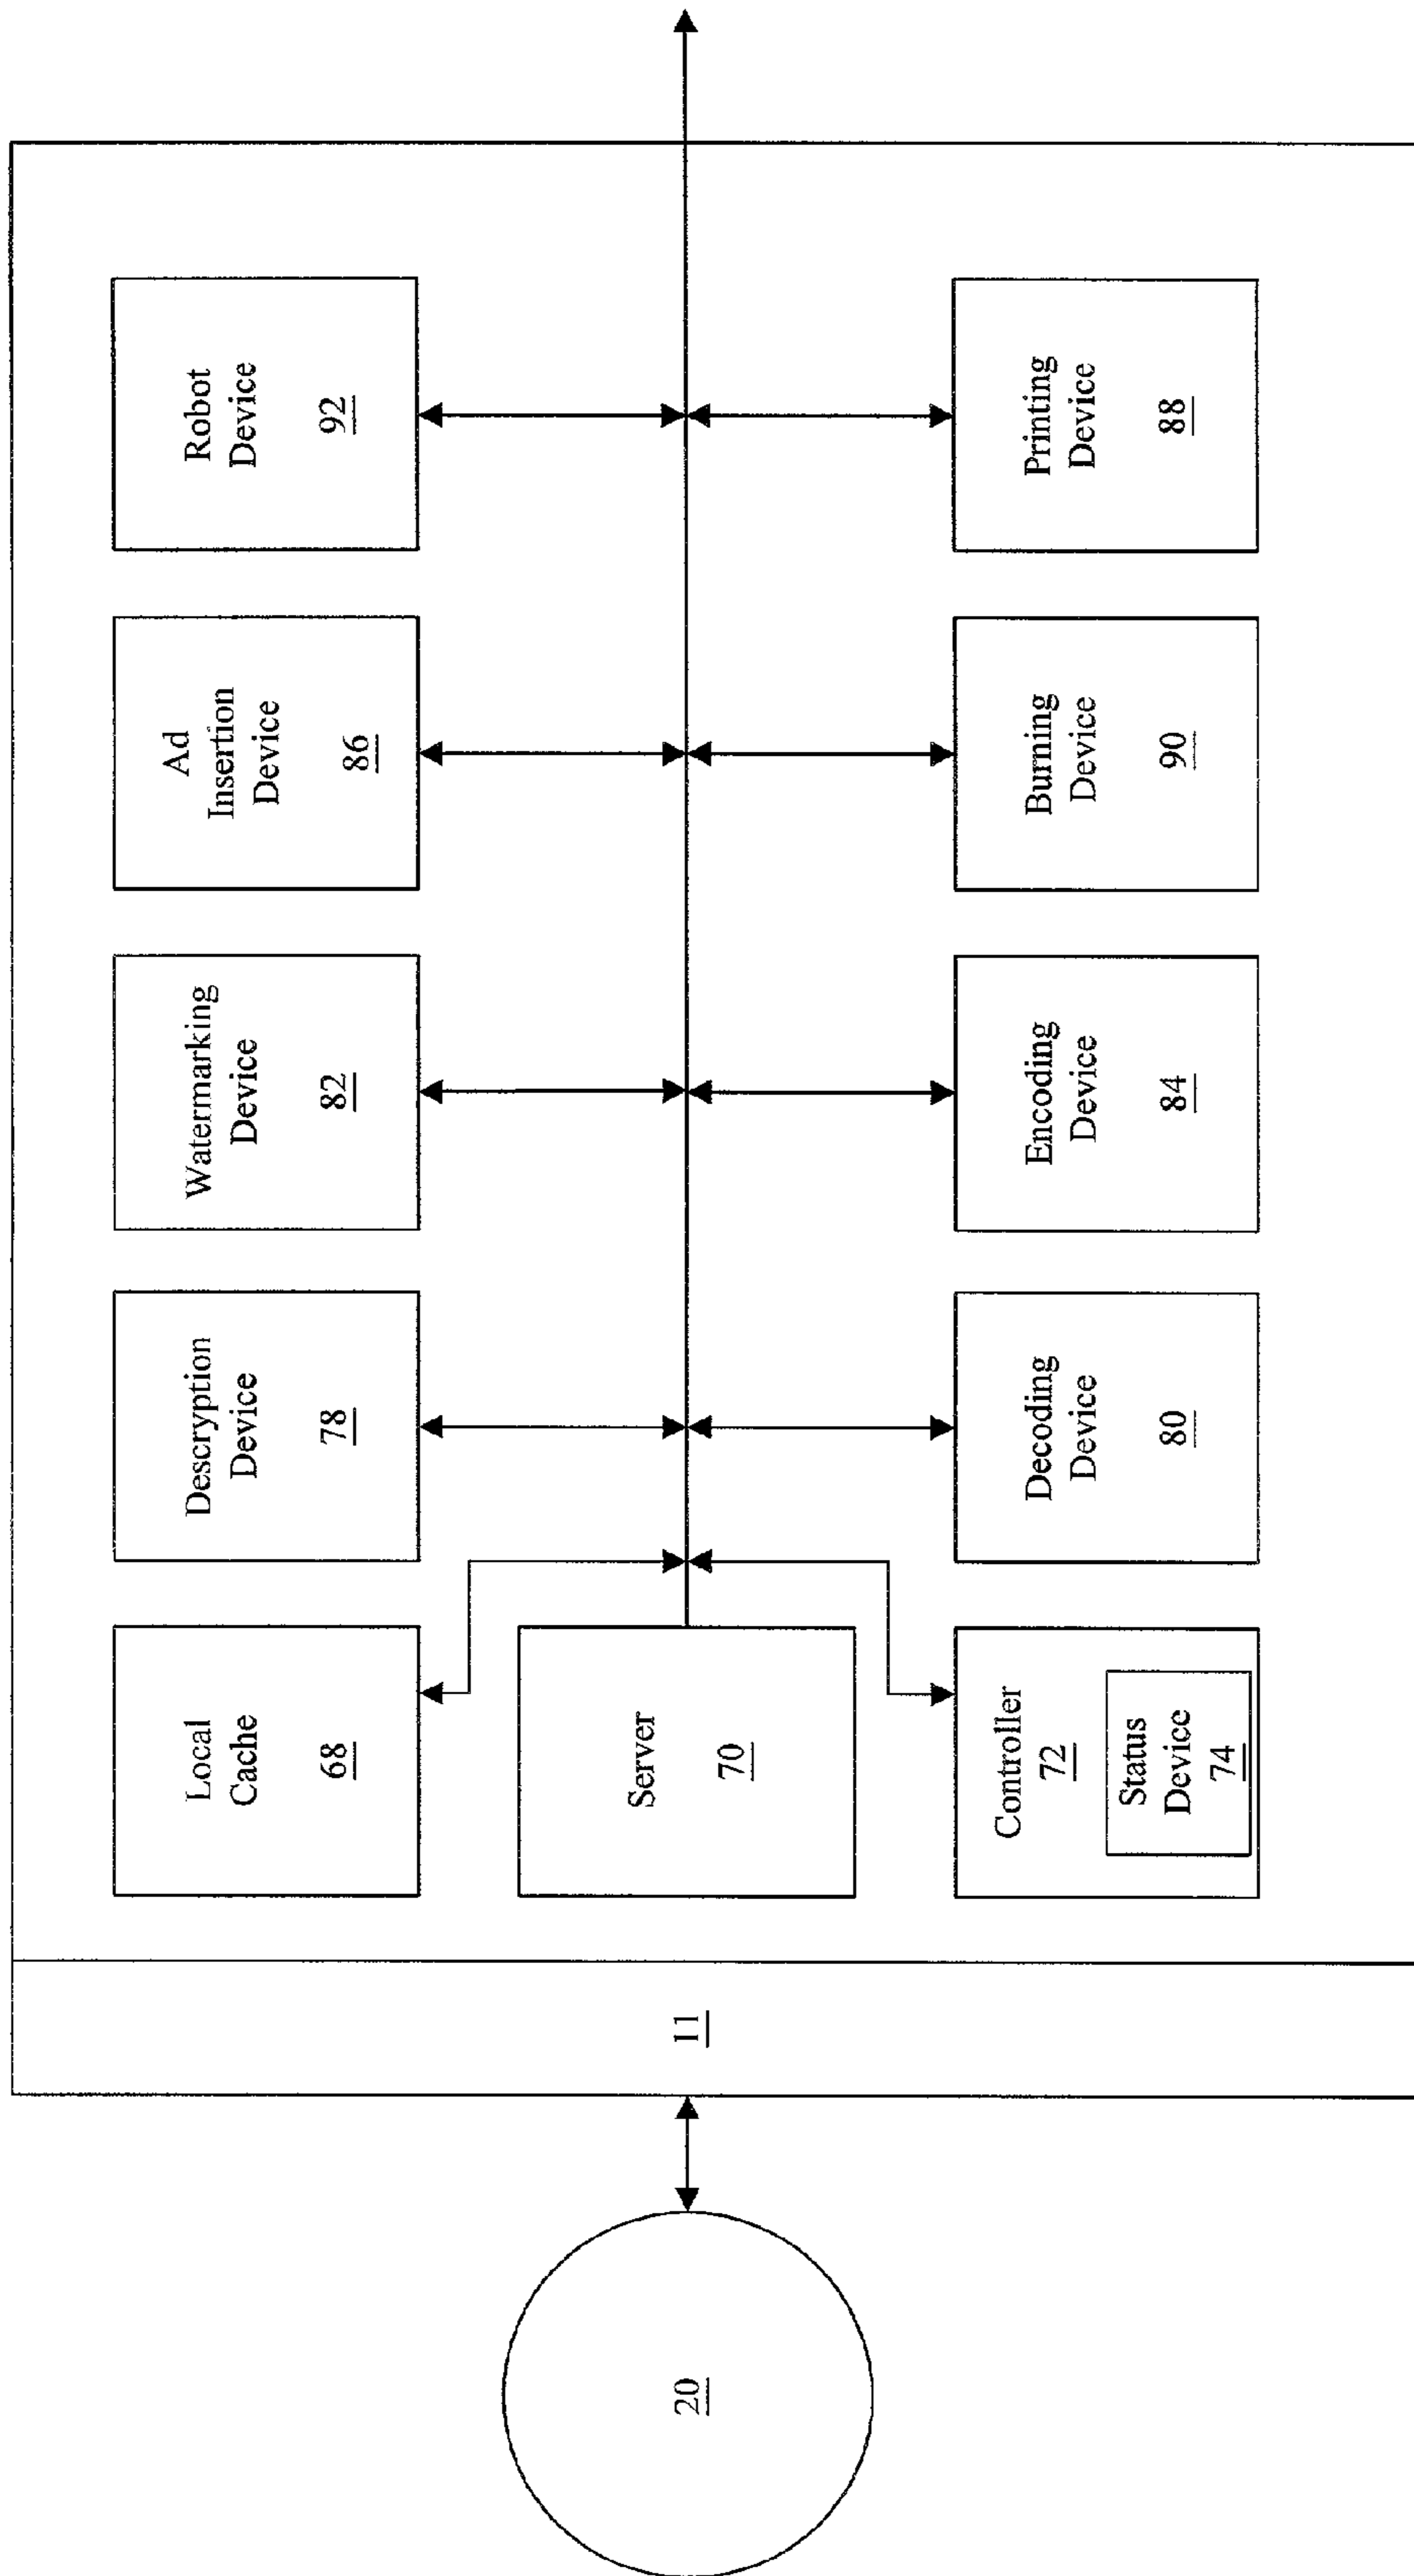 Local
Cache
68
Descryption
Device
78
Watermarking
Device
82
Ad
Insertion
Device
86
Robot
Device
92
20
11
Server
70
Controller
72
Status
Device
74
Decoding
Device
80
Encoding
Device
84
Burning
Device
90
Printing
Device
88